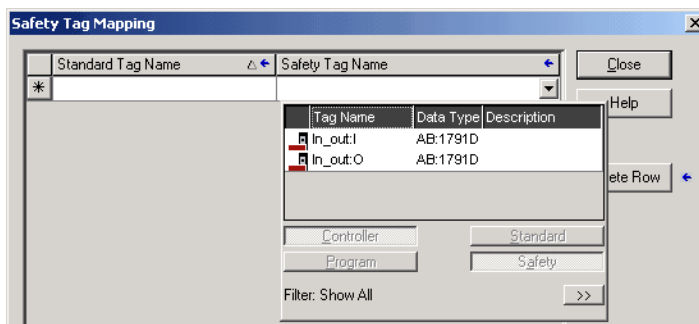 Safety Tag Mapping
Standard Tag Name
Safety Tag Name
Close
Help
Tag Name Data Type Description
In_out:I AB:1791D
In_out:O AB:1791D
ete Row
Controller Standard
Program Safety
Filter: Show All >>